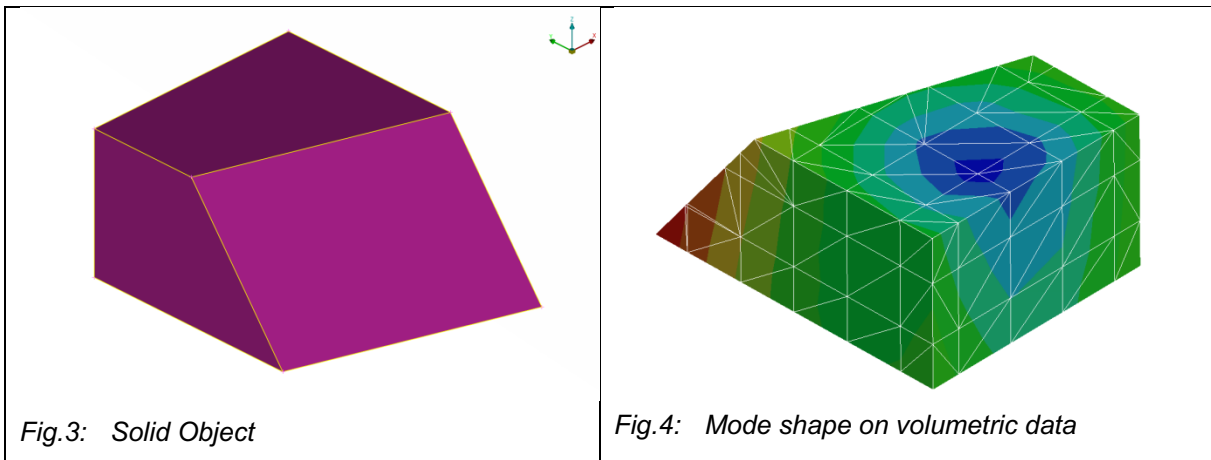 Z
Y
X
Fig.3: Solid Object
Fig.4: Mode shape on volumetric data